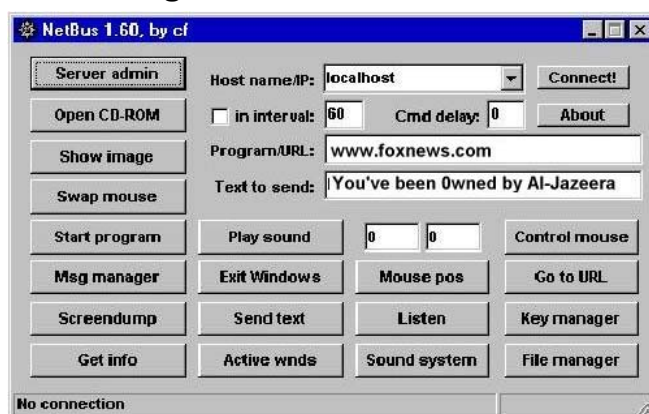 NetBus 1.60, by cf
Server admin
Host name/IP: localhost Connect!
Open CD-ROM
in interval: 60 Cmd delay: 0 About
Show image
Program/URL: www.foxnews.com
Swap mouse
Text to send: You've been 0wned by Al-Jazeera
Start program Play sound 0 0 Control mouse
Msg manager Exit Windows Mouse pos Go to URL
Screendump Send text Listen Key manager
Get info Active wnds Sound system File manager
No connection